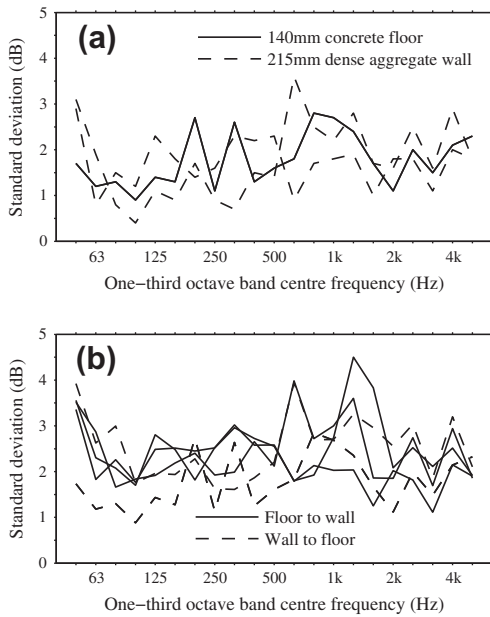 (a)
140mm concrete floor
215mm dense aggregate wall
Standard deviation (dB)
5
4
3
2
1
0
63 125 250 500 1k 2k 4k
One−third octave band centre frequency (Hz)
(b)
Standard deviation (dB)
5
4
3
2
1
0
Floor to wall
Wall to floor
63 125 250 500 1k 2k 4k
One−third octave band centre frequency (Hz)